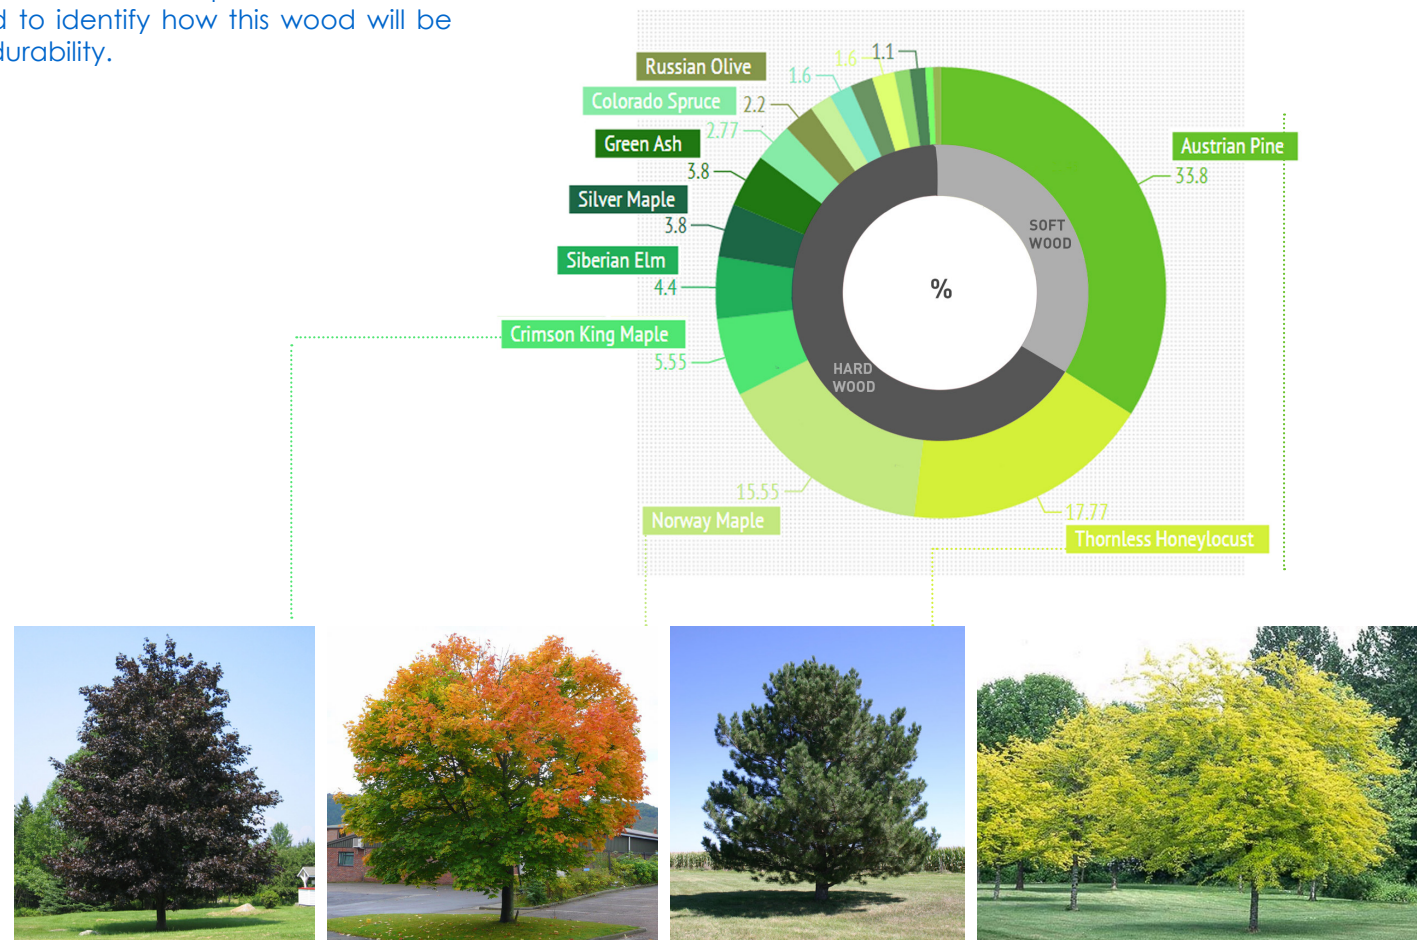 d to identify how this wood will be
durability.
Russian Olive
Colorado Spruce
Green Ash
Silver Maple
Siberian Elm
Crimson King Maple
Norway Maple
Thornless Honeylocust
Austrian Pine
1.6
1.6
1.1
2.2
2.77
3.8
3.8
4.4
5.55
15.55
17.77
33.8
SOFT
WOOD
%
HARD
WOOD